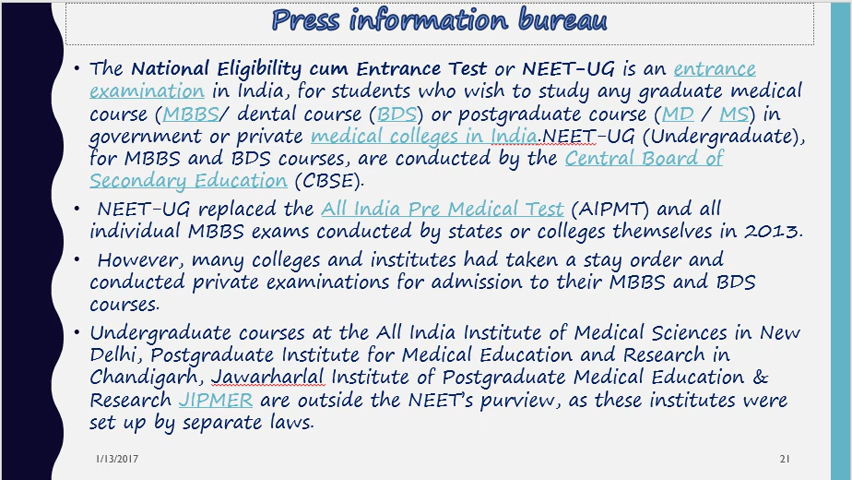 Press information bureau
• The National Eligibility cum Entrance Test or NEET-UG is an entrance
examination in India, for students who wish to study any graduate medical
course (MBBS/ dental course (BDS) or postgraduate course (MD / MS) in
government or private medical colleges in India.NEET-UG (Undergraduate),
for MBBS and BDS courses, are conducted by the Central Board of
Secondary Education (CBSE).
• NEET-UG replaced the All India Pre Medical Test (AIPMT) and all
individual MBBS exams conducted by states or colleges themselves in 2013.
• However, many colleges and institutes had taken a stay order and
conducted private examinations for admission to their MBBS and BDS
courses.
• Undergraduate courses at the All India Institute of Medical Sciences in New
Delhi, Postgraduate Institute for Medical Education and Research in
Chandigarh, Jawarharlal Institute of Postgraduate Medical Education &
Research JIPMER are outside the NEET's purview, as these institutes were
set up by separate laws.
1/13/2017
21